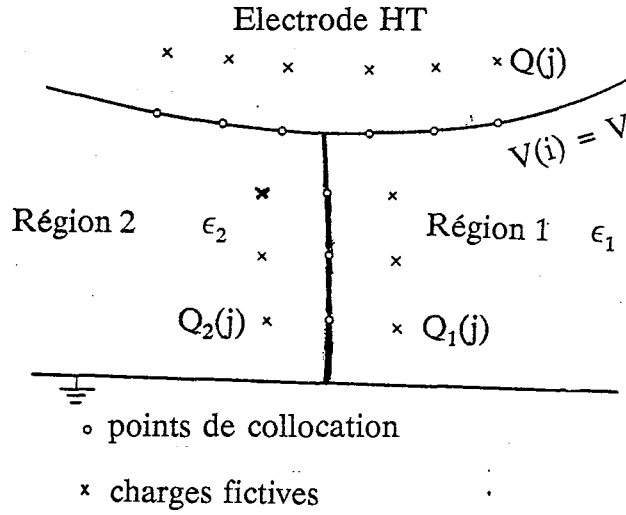 Electrode HT
Q(j)
V(i) = V
Région 2 ϵ₂
Région 1 ϵ₁
Q₂(j)
Q₁(j)
points de collocation
charges fictives